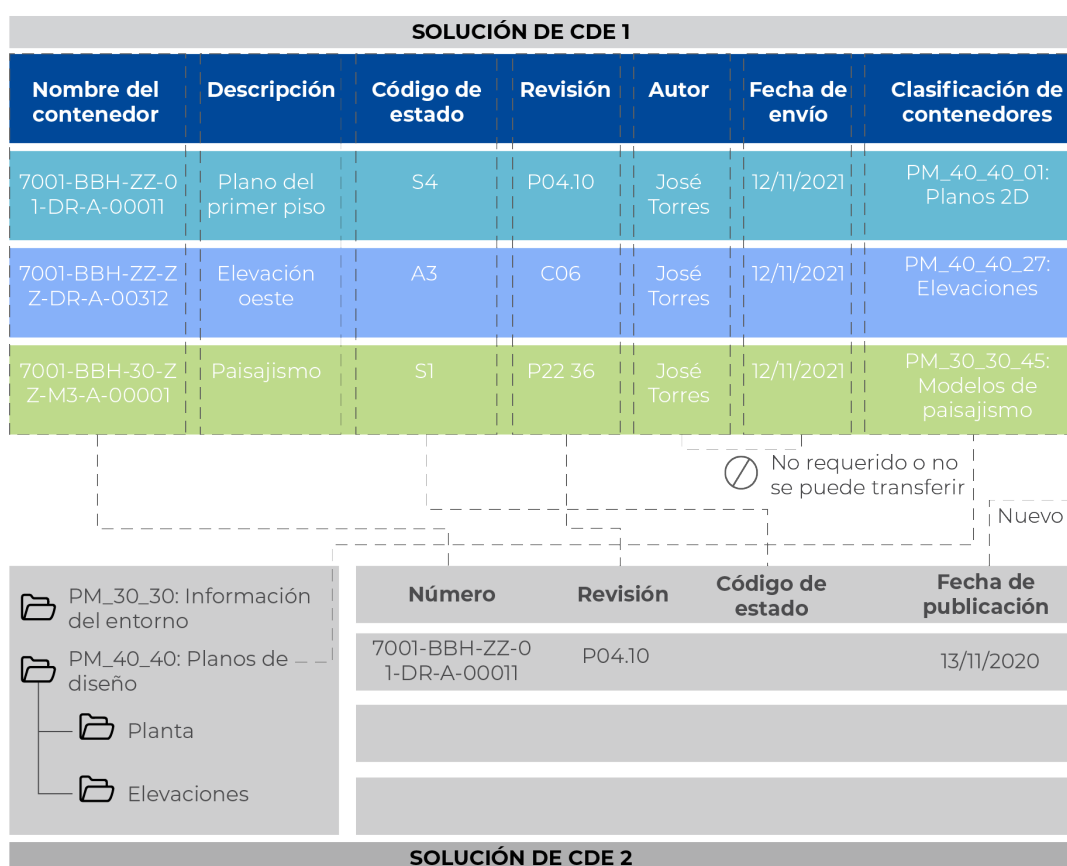 SOLUCIÓN DE CDE 1
Nombre del
contenedor
Descripción
Código de
estado
Revisión
Autor
Fecha de
envío
Clasificación de
contenedores
7001-BBH-ZZ-0
1-DR-A-00011
Plano del
primer piso
S4
P04.10
José
Torres
12/11/2021
PM_40_40_01:
Planos 2D
7001-BBH-ZZ-Z
Z-DR-A-00312
Elevación
oeste
A3
C06
José
Torres
12/11/2021
PM_40_40_27:
Elevaciones
7001-BBH-30-Z
Z-M3-A-00001
Paisajismo
S1
P22 36
José
Torres
12/11/2021
PM_30_30_45:
Modelos de
paisajismo
No requerido o no
se puede transferir
Nuevo
PM_30_30: Información
del entorno
PM_40_40: Planos de
diseño
Planta
Elevaciones
Número
Revisión
Código de
estado
Fecha de
publicación
7001-BBH-ZZ-0
1-DR-A-00011
P04.10
13/11/2020
SOLUCIÓN DE CDE 2